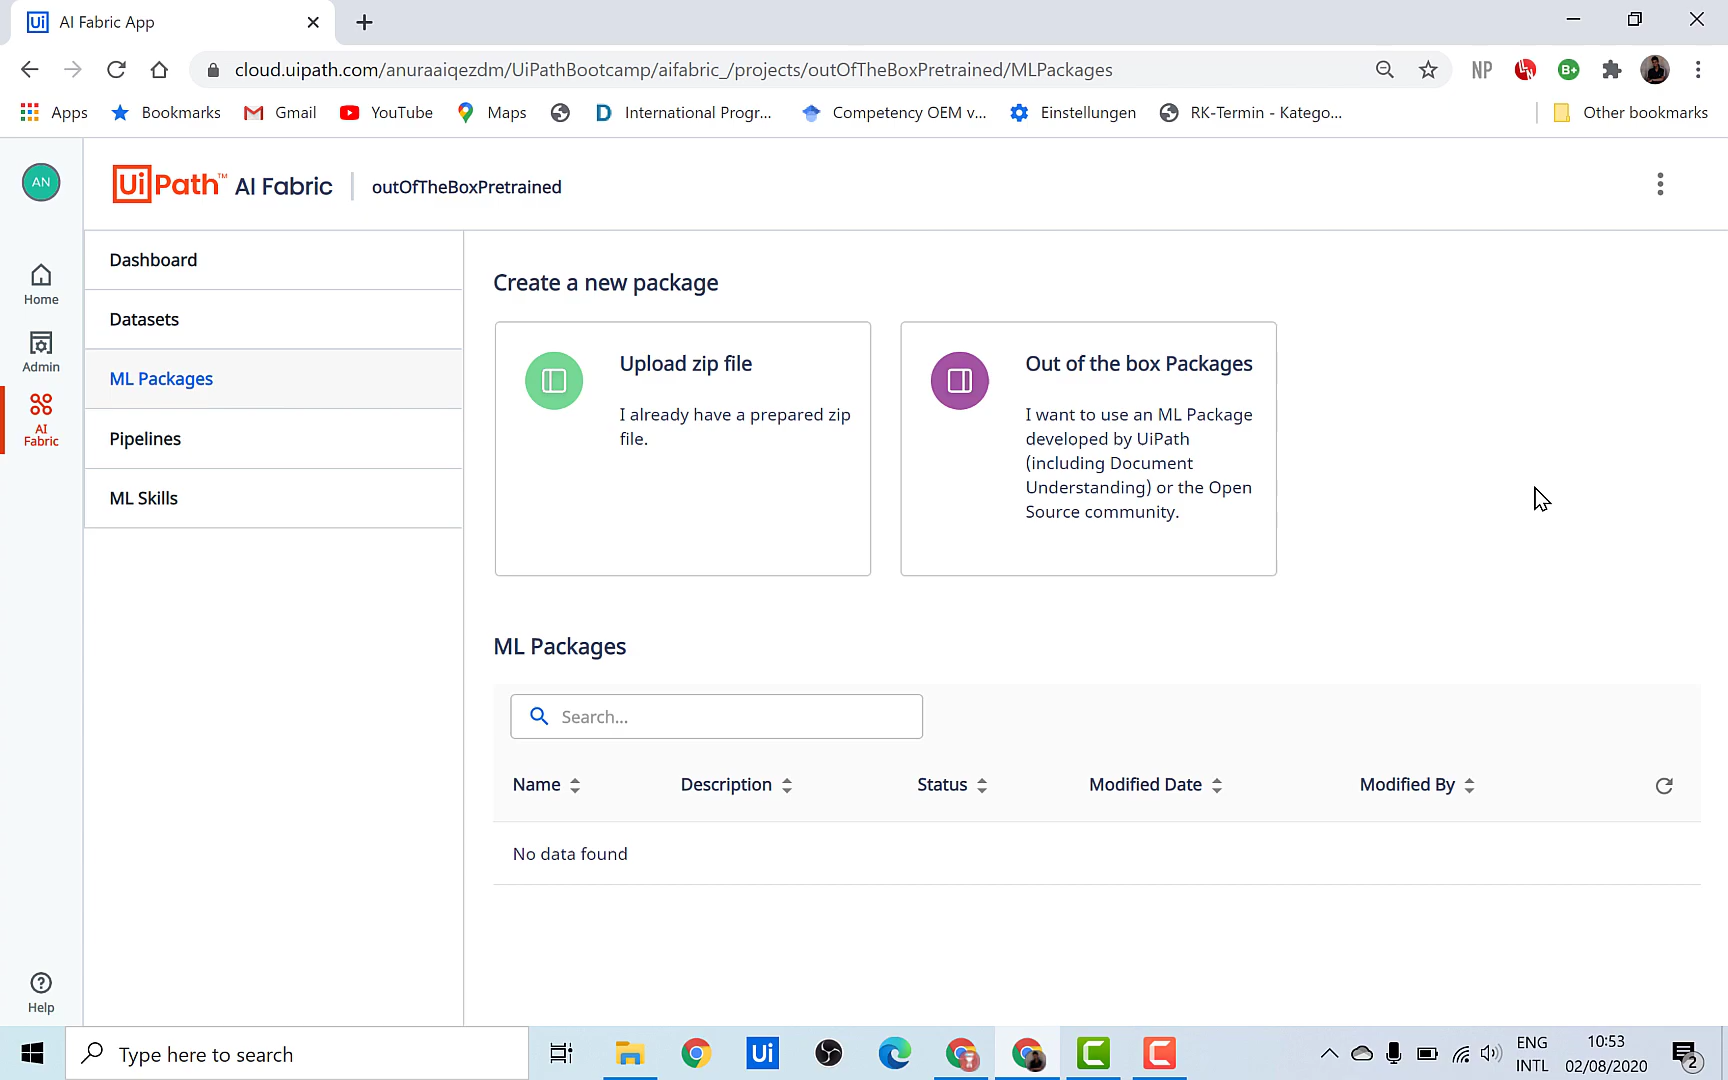 AI Fabric App
cloud.uipath.com/anuraaiqezdm/UiPathBootcamp/aifabric_/projects/outOfTheBoxPretrained/MLPackages
NP
B+
Apps
Bookmarks
Gmail
YouTube
Maps
International Progr...
Competency OEM v...
Einstellungen
RK-Termin - Katego...
Other bookmarks
AN
UiPath™ AI Fabric
outOfTheBoxPretrained
Home
Admin
AI
Fabric
Help
Dashboard
Datasets
ML Packages
Pipelines
ML Skills
Create a new package
Upload zip file
I already have a prepared zip
file.
Out of the box Packages
I want to use an ML Package
developed by UiPath
(including Document
Understanding) or the Open
Source community.
ML Packages
Search...
Name Description Status Modified Date Modified By
No data found
Type here to search
Ui
ENG
INTL
10:53
02/08/2020
2